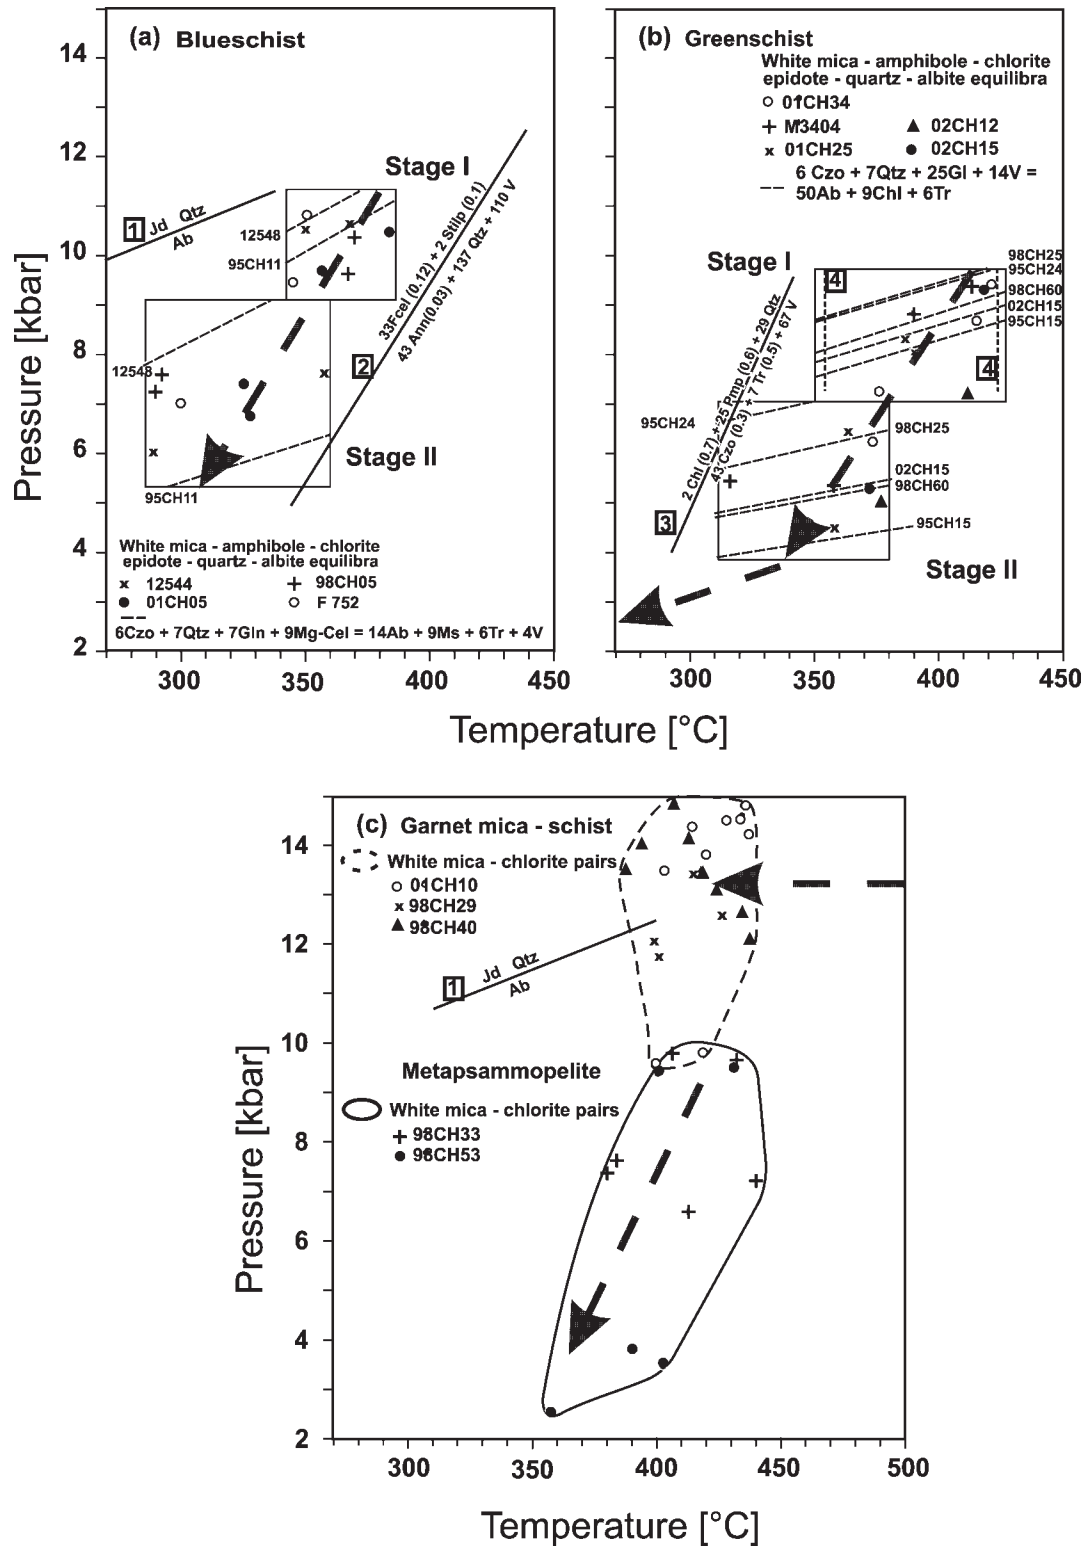 (a) Blueschist
14
12
10
8
6
4
2
Pressure [kbar]
Stage I
1
Jd Qtz
Ab
12548
95CH11
33Fcel (0.12) + 2 Stilp (0.1)
43 Ann(0.03) + 137 Qtz + 110 V
2
12548
Stage II
95CH11
White mica - amphibole - chlorite
epidote - quartz - albite equilibra
x 12544
+ 98CH05
● 01CH05
○ F 752
6Czo + 7Qtz + 7Gln + 9Mg-Cel = 14Ab + 9Ms + 6Tr + 4V
300 350 400 450
(b) Greenschist
White mica - amphibole - chlorite
epidote - quartz - albite equilibra
○ 01CH34
+ M3404
▲ 02CH12
x 01CH25
● 02CH15
6 Czo + 7Qtz + 25Gl + 14V =
50Ab + 9Chl + 6Tr
Stage I
4
98CH25
95CH24
98CH60
02CH15
95CH15
4
2 Chl (0.7) + 25 Pmp (0.6) + 29 Qtz
43 Czo (0.3) + 7 Tr (0.5) + 67 V
95CH24
98CH25
02CH15
98CH60
3
95CH15
Stage II
300 350 400 450
Temperature [°C]
(c) Garnet mica - schist
White mica - chlorite pairs
○ 01CH10
x 98CH29
▲ 98CH40
14
12
10
8
6
4
2
Pressure [kbar]
1
Jd Qtz
Ab
Metapsammopelite
White mica - chlorite pairs
+ 98CH33
● 98CH53
300 350 400 450 500
Temperature [°C]